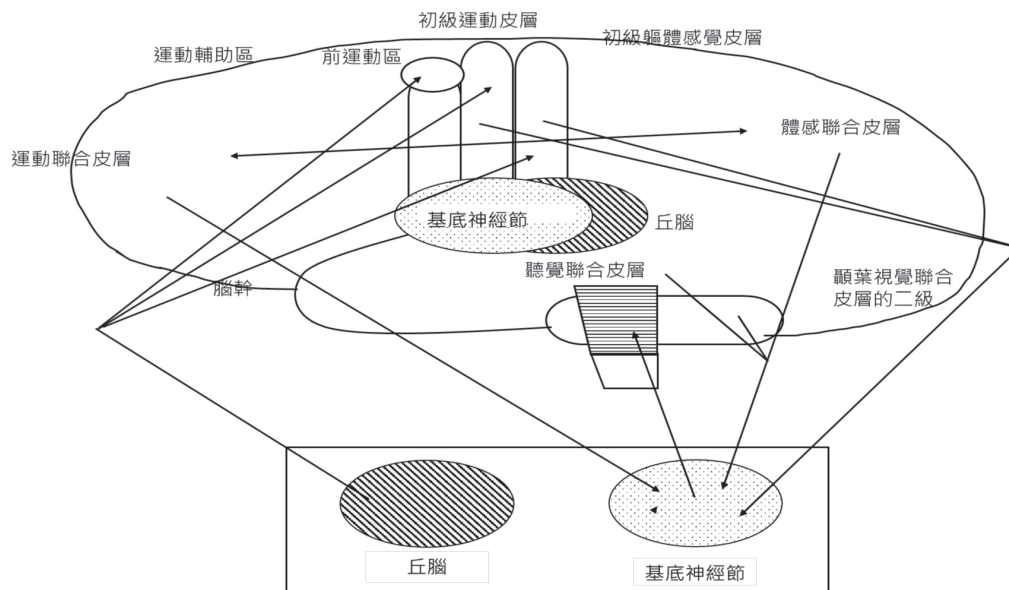 初級運動皮層
初級軀體感覺皮層
運動輔助區
前運動區
體感聯合皮層
運動聯合皮層
基底神經節
丘腦
聽覺聯合皮層
顳葉視覺聯合
皮層的二級
腦幹
丘腦
基底神經節